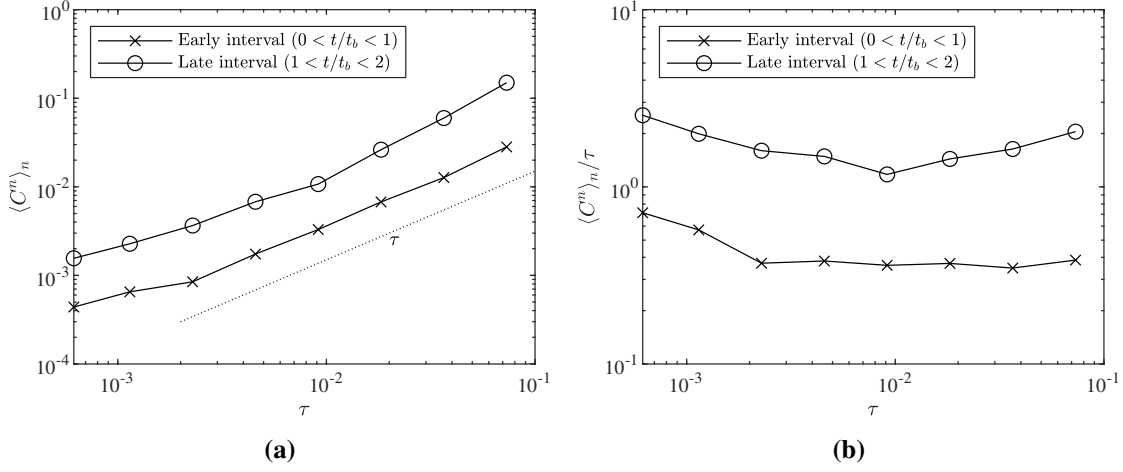 10^0
10^-1
10^-2
10^-3
10^-4
⟨C^n⟩_n
Early interval (0 < t/t_b < 1)
Late interval (1 < t/t_b < 2)
τ
10^-3
10^-2
10^-1
τ
(a)
10^1
10^0
10^-1
⟨C^n⟩_n/τ
Early interval (0 < t/t_b < 1)
Late interval (1 < t/t_b < 2)
10^-3
10^-2
10^-1
τ
(b)